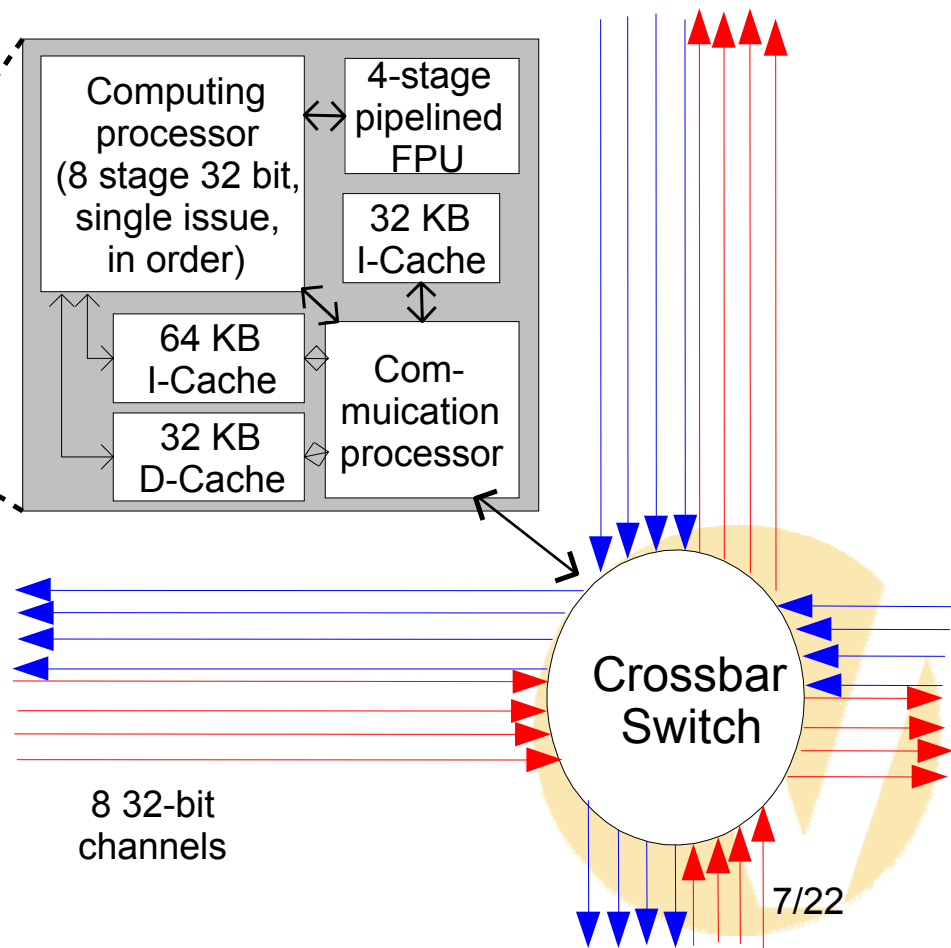 Computing
processor
(8 stage 32 bit,
single issue,
in order)
4-stage
pipelined
FPU
32 KB
I-Cache
64 KB
I-Cache
32 KB
D-Cache
Com-
muication
processor
Crossbar
Switch
8 32-bit
channels
7/22